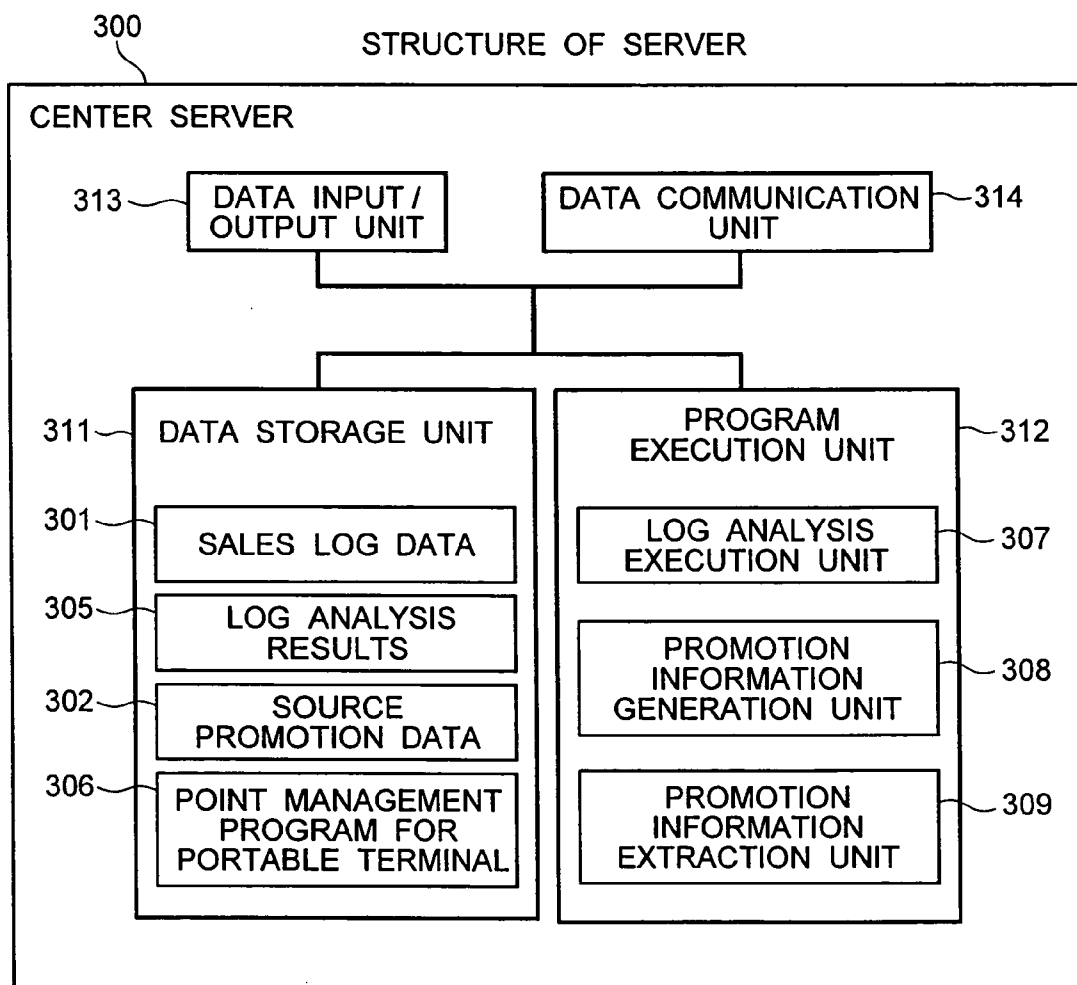 300
STRUCTURE OF SERVER
CENTER SERVER
313
DATA INPUT /
OUTPUT UNIT
DATA COMMUNICATION
UNIT
314
311
DATA STORAGE UNIT
301
SALES LOG DATA
305
LOG ANALYSIS
RESULTS
302
SOURCE
PROMOTION DATA
306
POINT MANAGEMENT
PROGRAM FOR
PORTABLE TERMINAL
PROGRAM
EXECUTION UNIT
312
LOG ANALYSIS
EXECUTION UNIT
307
PROMOTION
INFORMATION
GENERATION UNIT
308
PROMOTION
INFORMATION
EXTRACTION UNIT
309